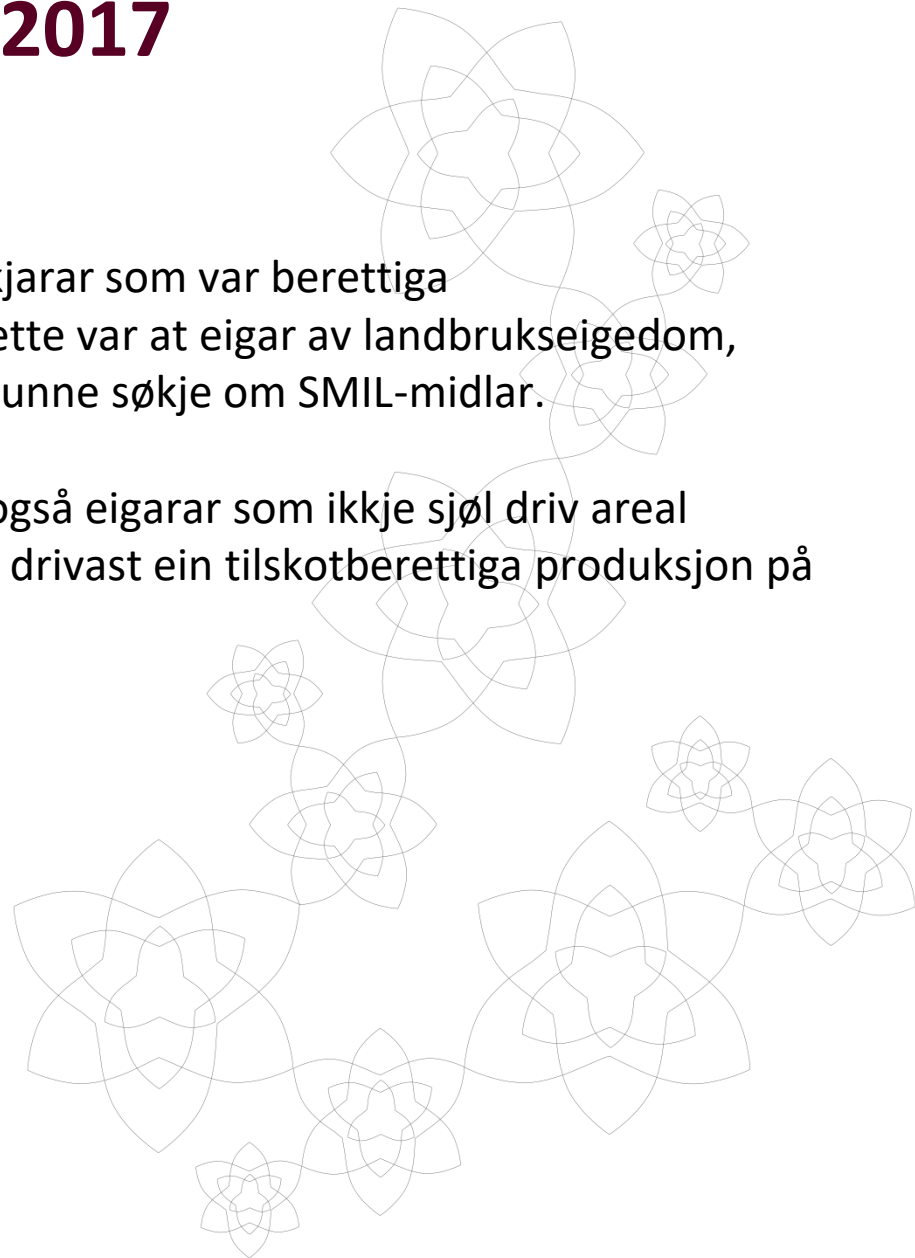 2017
kjarar som var berettiga
ette var at eigar av landbrukseigedom,
unne søkje om SMIL-midlar.
også eigarar som ikkje sjøl driv areal
drivast ein tilskotberettiga produksjon på